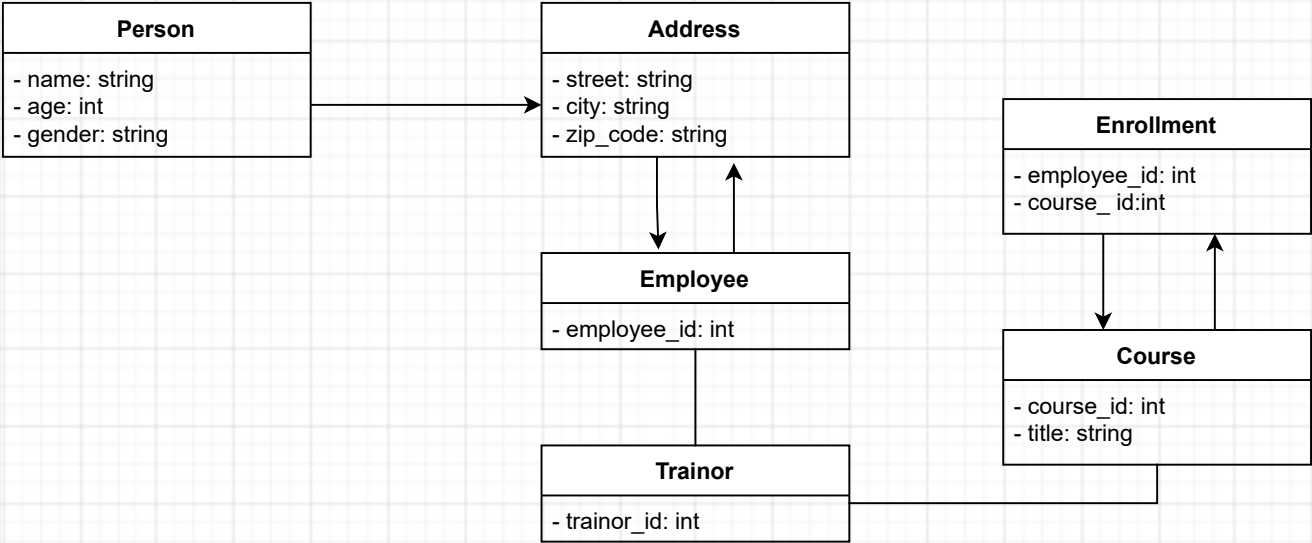 Person
- name: string
- age: int
- gender: string
Address
- street: string
- city: string
- zip_code: string
Enrollment
- employee_id: int
- course_ id:int
Employee
- employee_id: int
Course
- course_id: int
- title: string
Trainor
- trainor_id: int